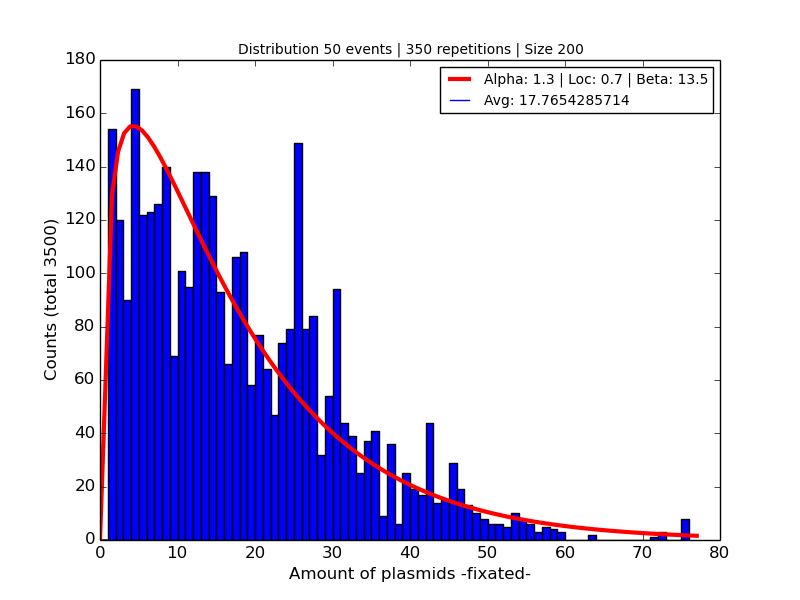 Distribution 50 events | 350 repetitions | Size 200
Alpha: 1.3 | Loc: 0.7 | Beta: 13.5
Avg: 17.7654285714
180
160
140
120
100
80
60
40
20
0
Counts (total 3500)
0 10 20 30 40 50 60 70 80
Amount of plasmids -fixated-